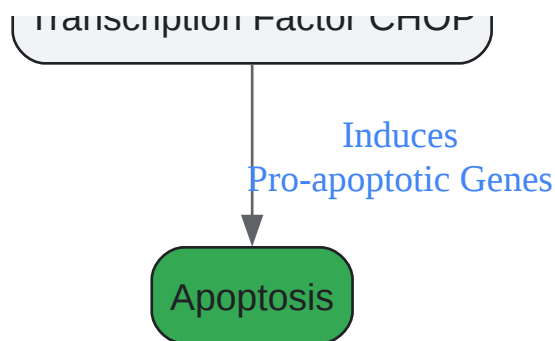 Transcription Factor CHOP
Induces
Pro-apoptotic Genes
Apoptosis